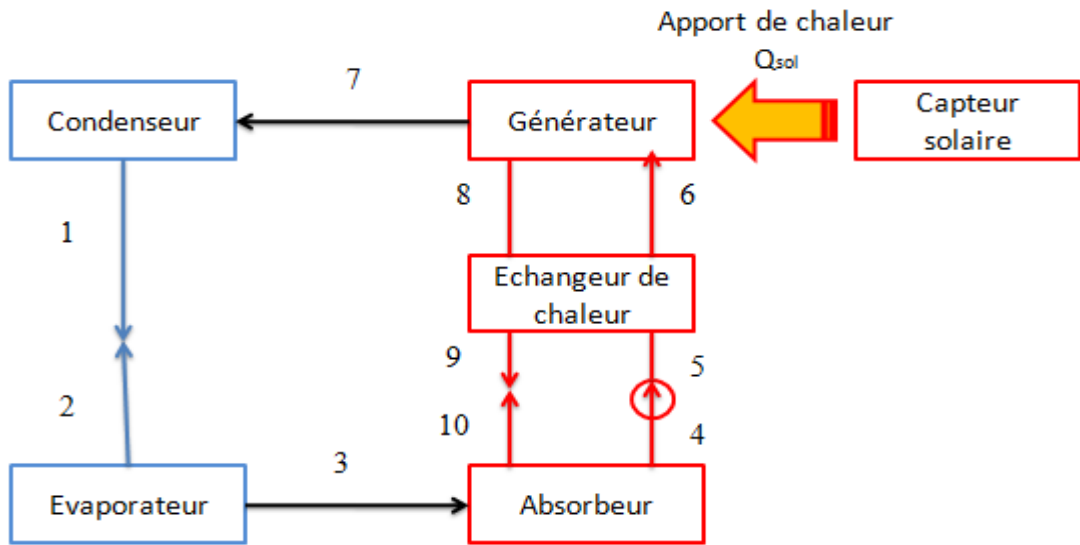 Apport de chaleur
Qsol
7
Condenseur
Générateur
Capteur
solaire
8
6
1
Echangeur de
chaleur
9
5
2
10
4
3
Evaporateur
Absorbeur